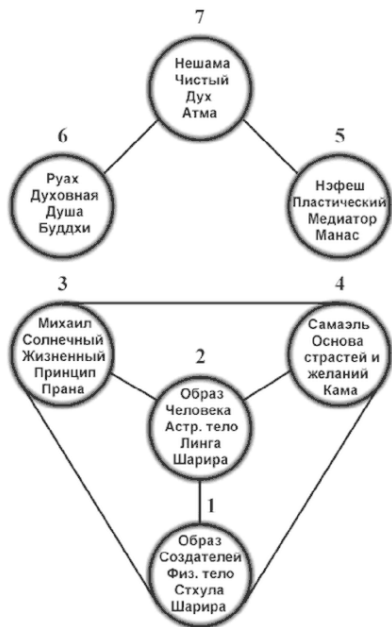 7
Нешама
Чистый
Дух
Атма
6
Руах
Духовная
Душа
Буддхи
5
Нэфеш
Пластический
Медиатор
Манас
3
Михаил
Солнечный
Жизненный
Принцип
Прана
4
Самаэль
Основа
страстей и
желаний
Кама
2
Образ
Человека
Астр. тело
Линга
Шарира
1
Образ
Создателей
Физ. тело
Стхула
Шарира